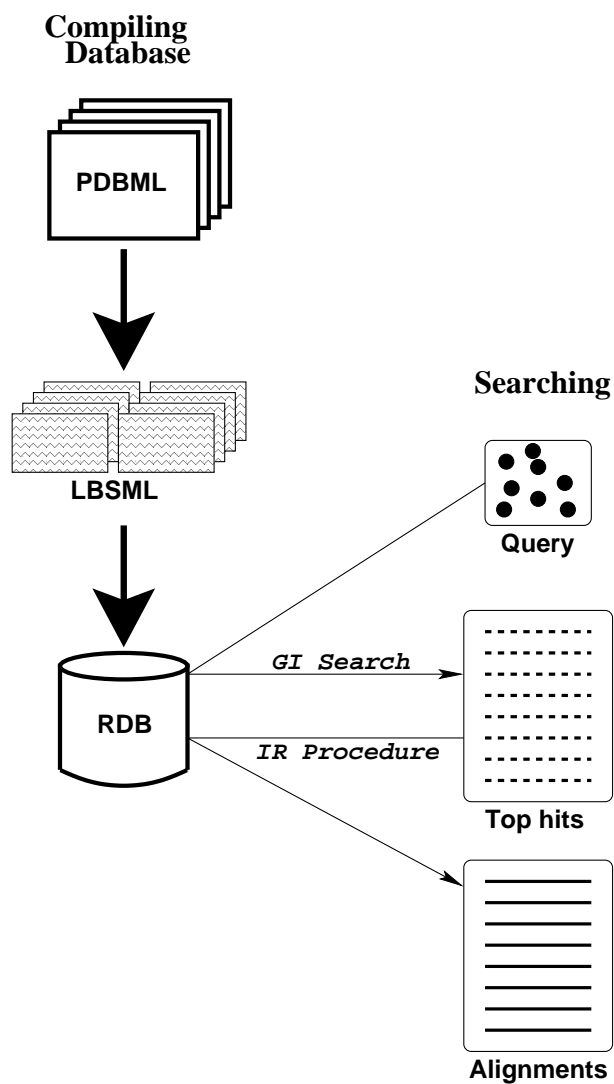 Compiling
Database
PDBML
LBSML
RDB
Searching
Query
GI Search
IR Procedure
Top hits
Alignments